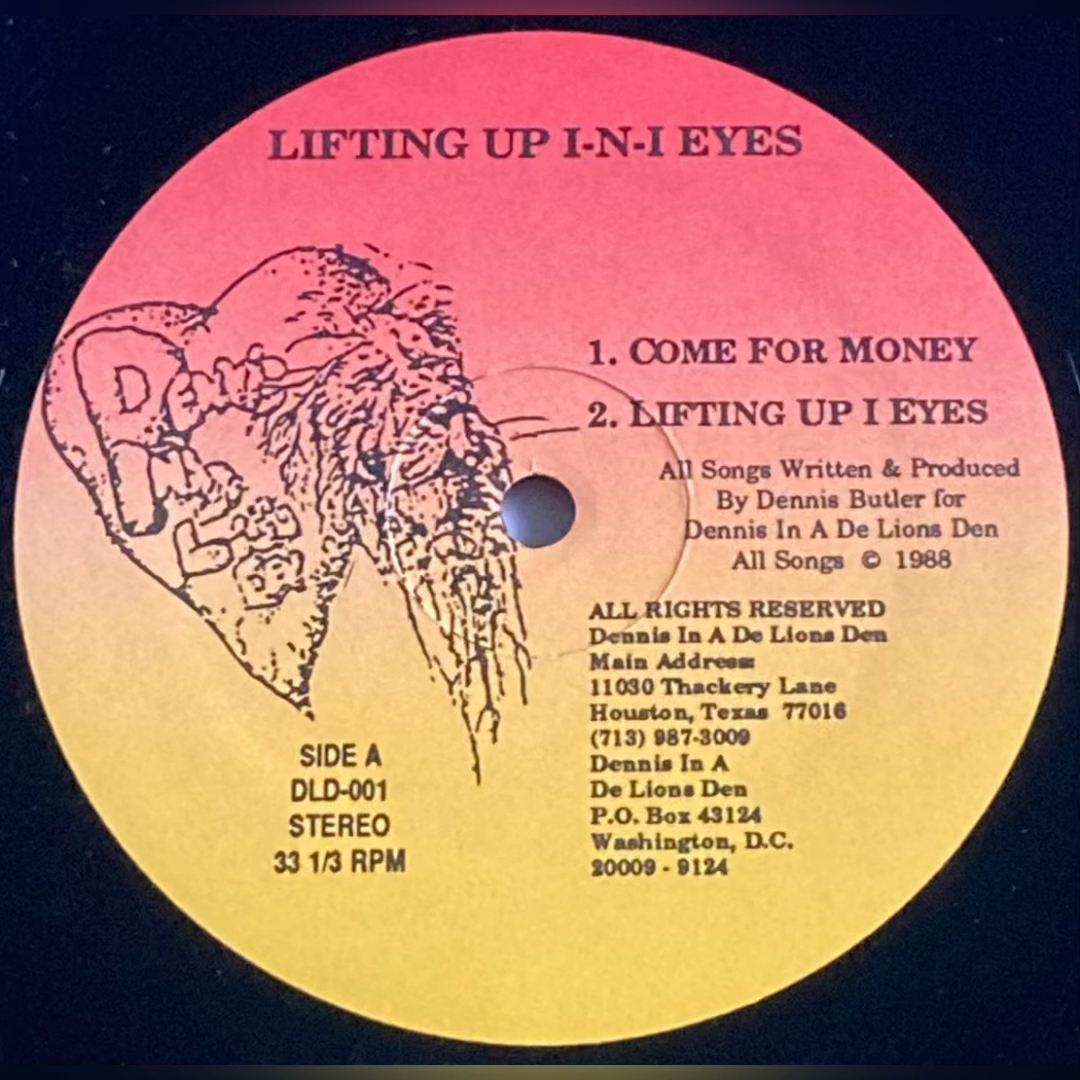 LIFTING UP I-N-I EYES
1. COME FOR MONEY
2. LIFTING UP I EYES
All Songs Written & Produced
By Dennis Butler for
Dennis In A De Lions Den
All Songs © 1988
ALL RIGHTS RESERVED
Dennis In A De Lions Den
Main Address:
11030 Thackery Lane
Houston, Texas 77016
(713) 987-3009
Dennis In A
De Lions Den
P.O. Box 43124
Washington, D.C.
20009 - 9124
SIDE A
DLD-001
STEREO
33 1/3 RPM